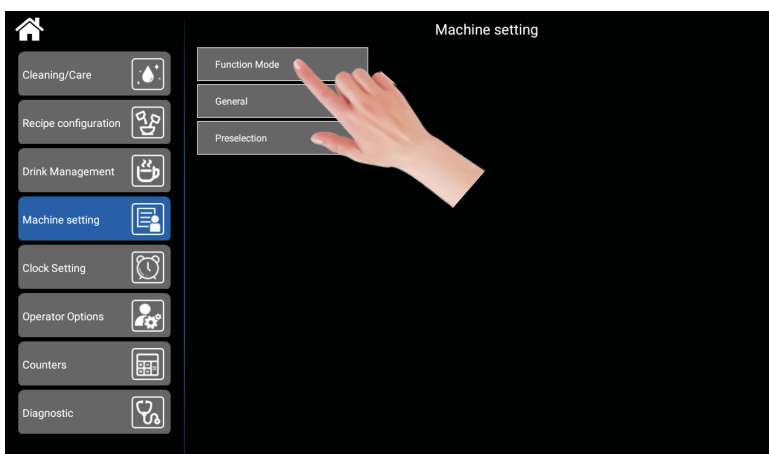 Machine setting
Cleaning/Care
Recipe configuration
Drink Management
Machine setting
Clock Setting
Operator Options
Counters
Diagnostic
Function Mode
General
Preselection